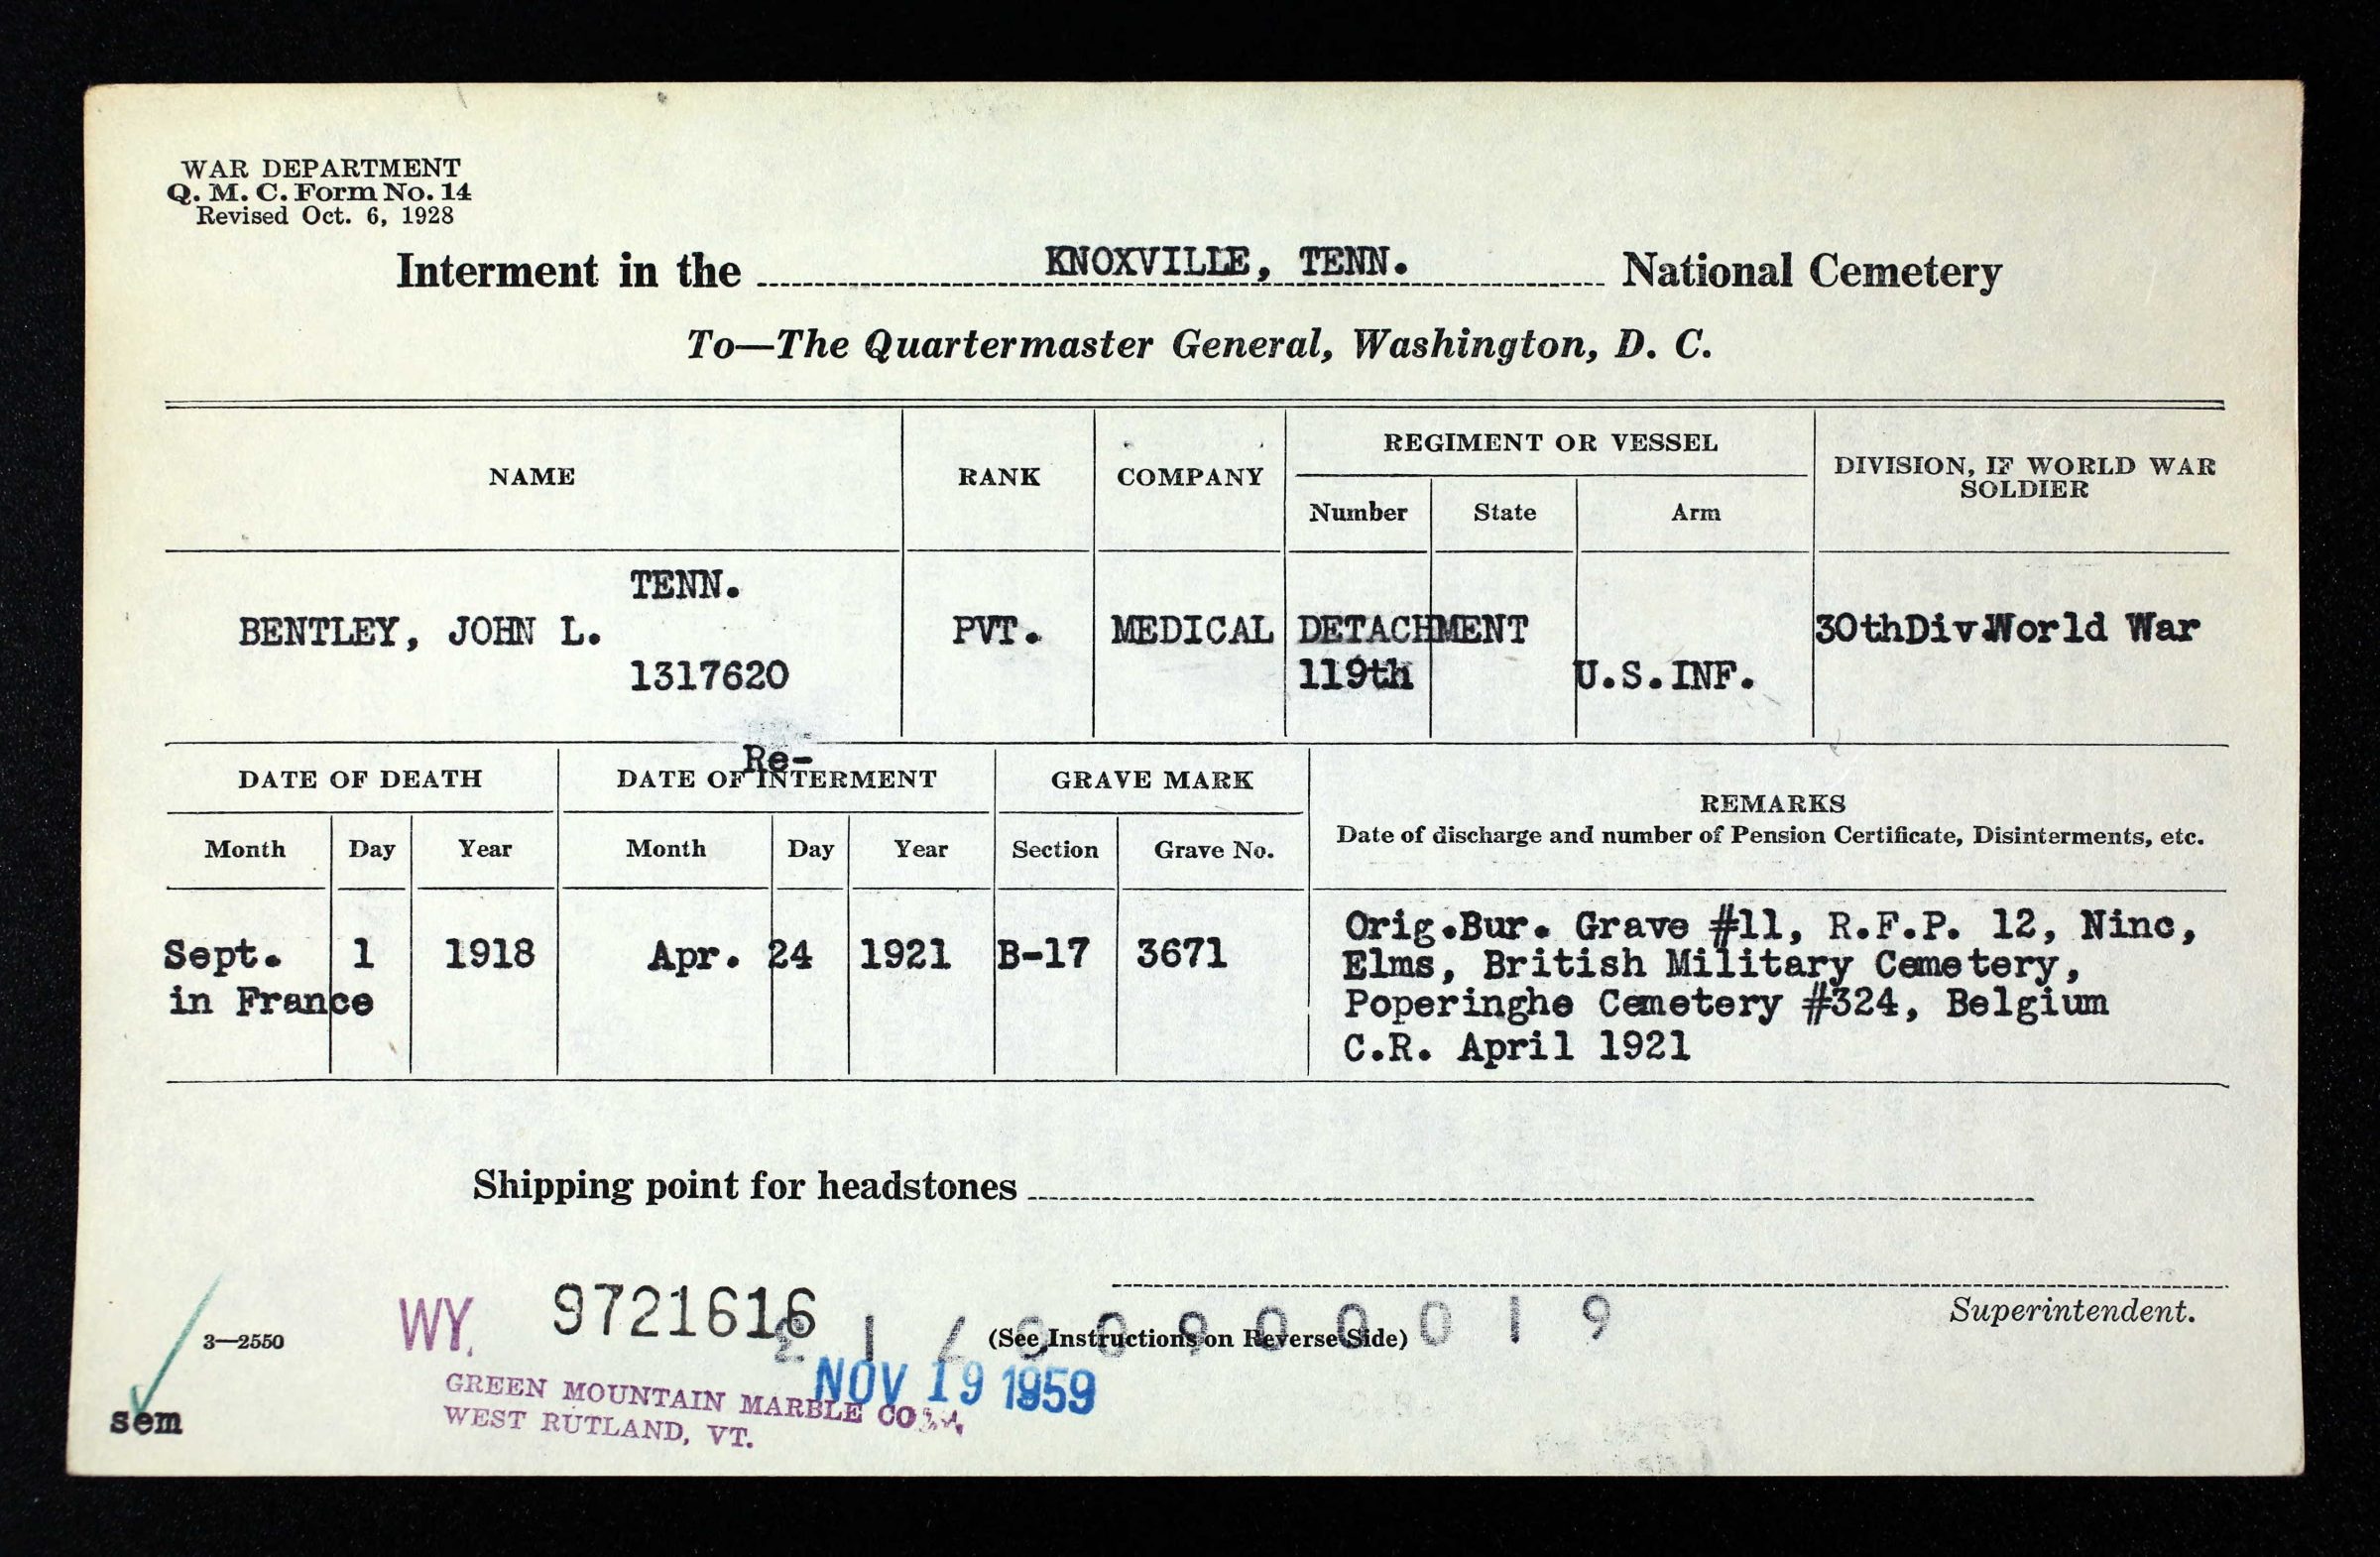 WAR DEPARTMENT
Q. M. C. Form No. 14
Revised Oct. 6, 1928
Interment in the KNOXVILLE, TENN. National Cemetery
To—The Quartermaster General, Washington, D. C.
NAME
RANK
COMPANY
REGIMENT OR VESSEL
Number
State
Arm
DIVISION, IF WORLD WAR
SOLDIER
TENN.
BENTLEY, JOHN L.
1317620
PVT.
MEDICAL DETACHMENT
119th
U.S.INF.
30thDiv.World War
DATE OF DEATH
Re-
DATE OF INTERMENT
GRAVE MARK
REMARKS
Date of discharge and number of Pension Certificate, Disinterments, etc.
Month Day Year
Month Day Year
Section Grave No.
Sept. 1 1918
in France
Apr. 24 1921
B-17 3671
Orig.Bur. Grave #11, R.F.P. 12, Ninc,
Elms, British Military Cemetery,
Poperinghe Cemetery #324, Belgium
C.R. April 1921
Shipping point for headstones
Superintendent.
3—2550
WY.
9721616
(See Instructions on Reverse Side)
NOV 19 1959
GREEN MOUNTAIN MARBLE CO
WEST RUTLAND, VT.
sem